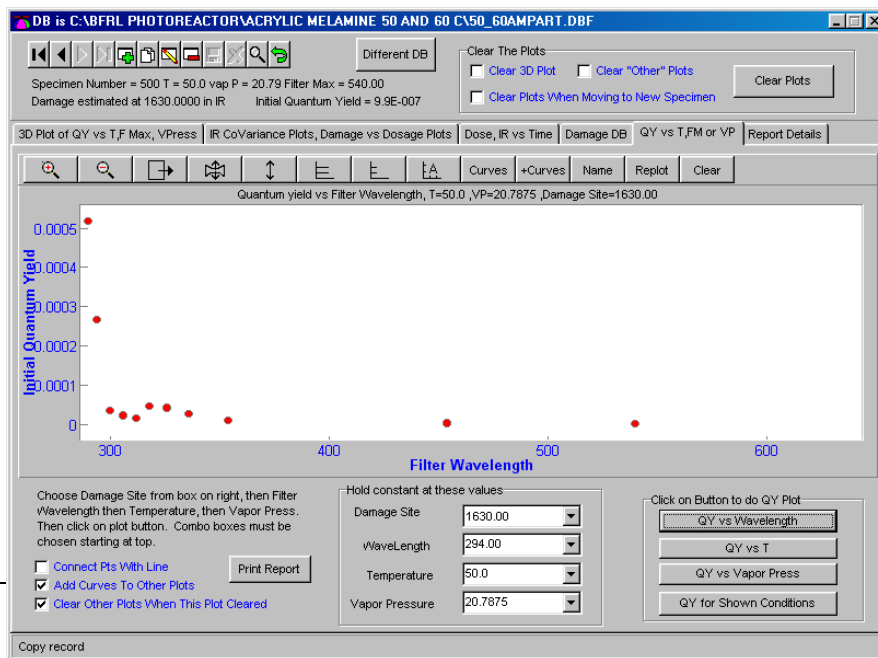 DB is C:\BFRL PHOTOREACTOR\ACRYLIC MELAMINE 50 AND 60 C\50_60AMPART.DBF
Different DB
Clear The Plots
Clear 3D Plot
Clear "Other" Plots
Clear Plots When Moving to New Specimen
Clear Plots
Specimen Number = 500 T = 50.0 vap P = 20.79 Filter Max = 540.00
Damage estimated at 1630.0000 in IR Initial Quantum Yield = 9.9E-007
3D Plot of QY vs T,F Max, VPress
IR CoVariance Plots, Damage vs Dosage Plots
Dose, IR vs Time
Damage DB
QY vs T,FM or VP
Report Details
Curves
+Curves
Name
Replot
Clear
Quantum yield vs Filter Wavelength, T=50.0 ,VP=20.7875 ,Damage Site=1630.00
Initial Quantum Yield
0.0005
0.0004
0.0003
0.0002
0.0001
0
300
400
500
600
Filter Wavelength
Choose Damage Site from box on right, then Filter
Wavelength then Temperature, then Vapor Press.
Then click on plot button. Combo boxes must be
chosen starting at top.
Connect Pts With Line
Add Curves To Other Plots
Clear Other Plots When This Plot Cleared
Print Report
Hold constant at these values
Damage Site
1630.00
WaveLength
294.00
Temperature
50.0
Vapor Pressure
20.7875
Click on Button to do QY Plot
QY vs Wavelength
QY vs T
QY vs Vapor Press
QY for Shown Conditions
Copy record